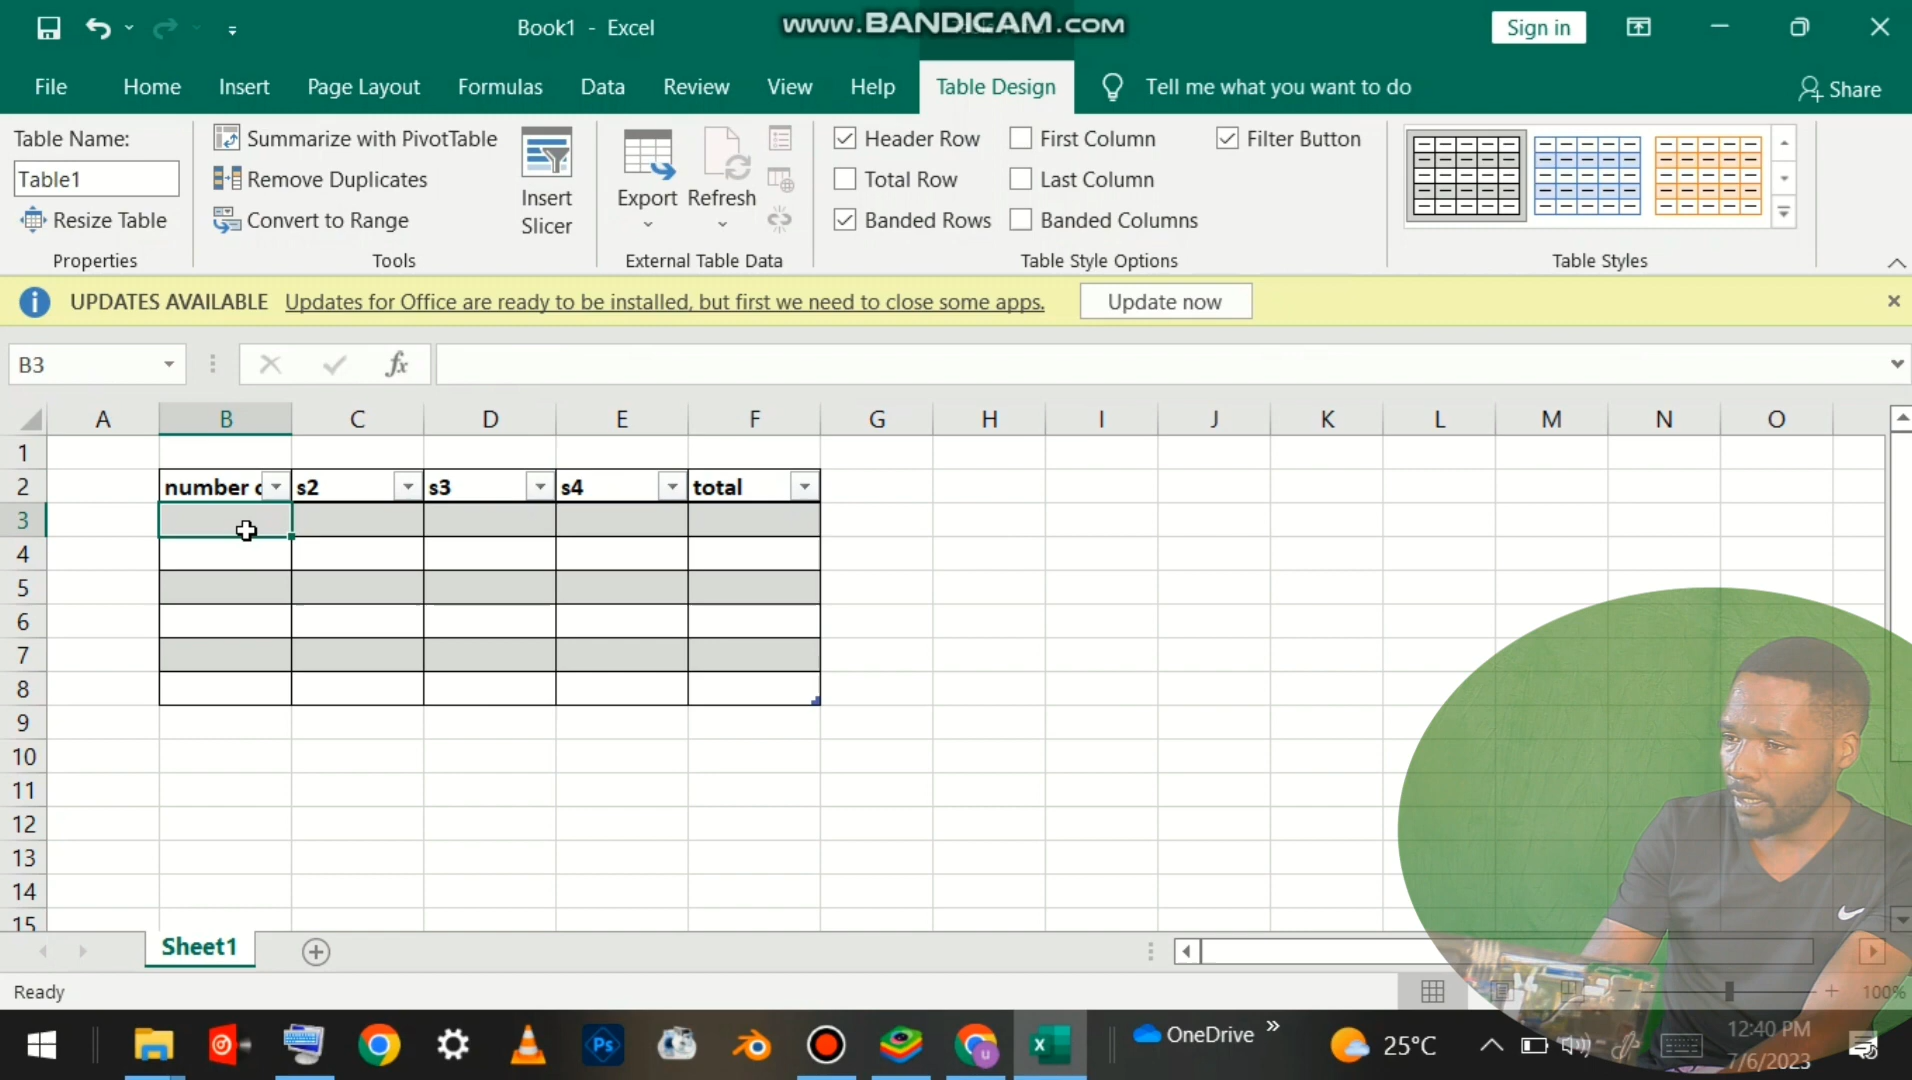 Book1 - Excel
www.BANDICAM.com
Sign in
File Home Insert Page Layout Formulas Data Review View Help Table Design Tell me what you want to do Share
Table Name:
Table1
Resize Table
Properties
Summarize with PivotTable
Remove Duplicates
Convert to Range
Tools
Insert
Slicer
Export
Refresh
External Table Data
Header Row
Total Row
Banded Rows
First Column
Last Column
Banded Columns
Filter Button
Table Style Options
Table Styles
UPDATES AVAILABLE Updates for Office are ready to be installed, but first we need to close some apps. Update now
B3
fx
A B C D E F G H I J K L M N O
1
2 number s2 s3 s4 total
3
4
5
6
7
8
9
10
11
12
13
14
15
Sheet1
Ready
100%
Ps
OneDrive
25°C
12:40 PM
7/6/2023